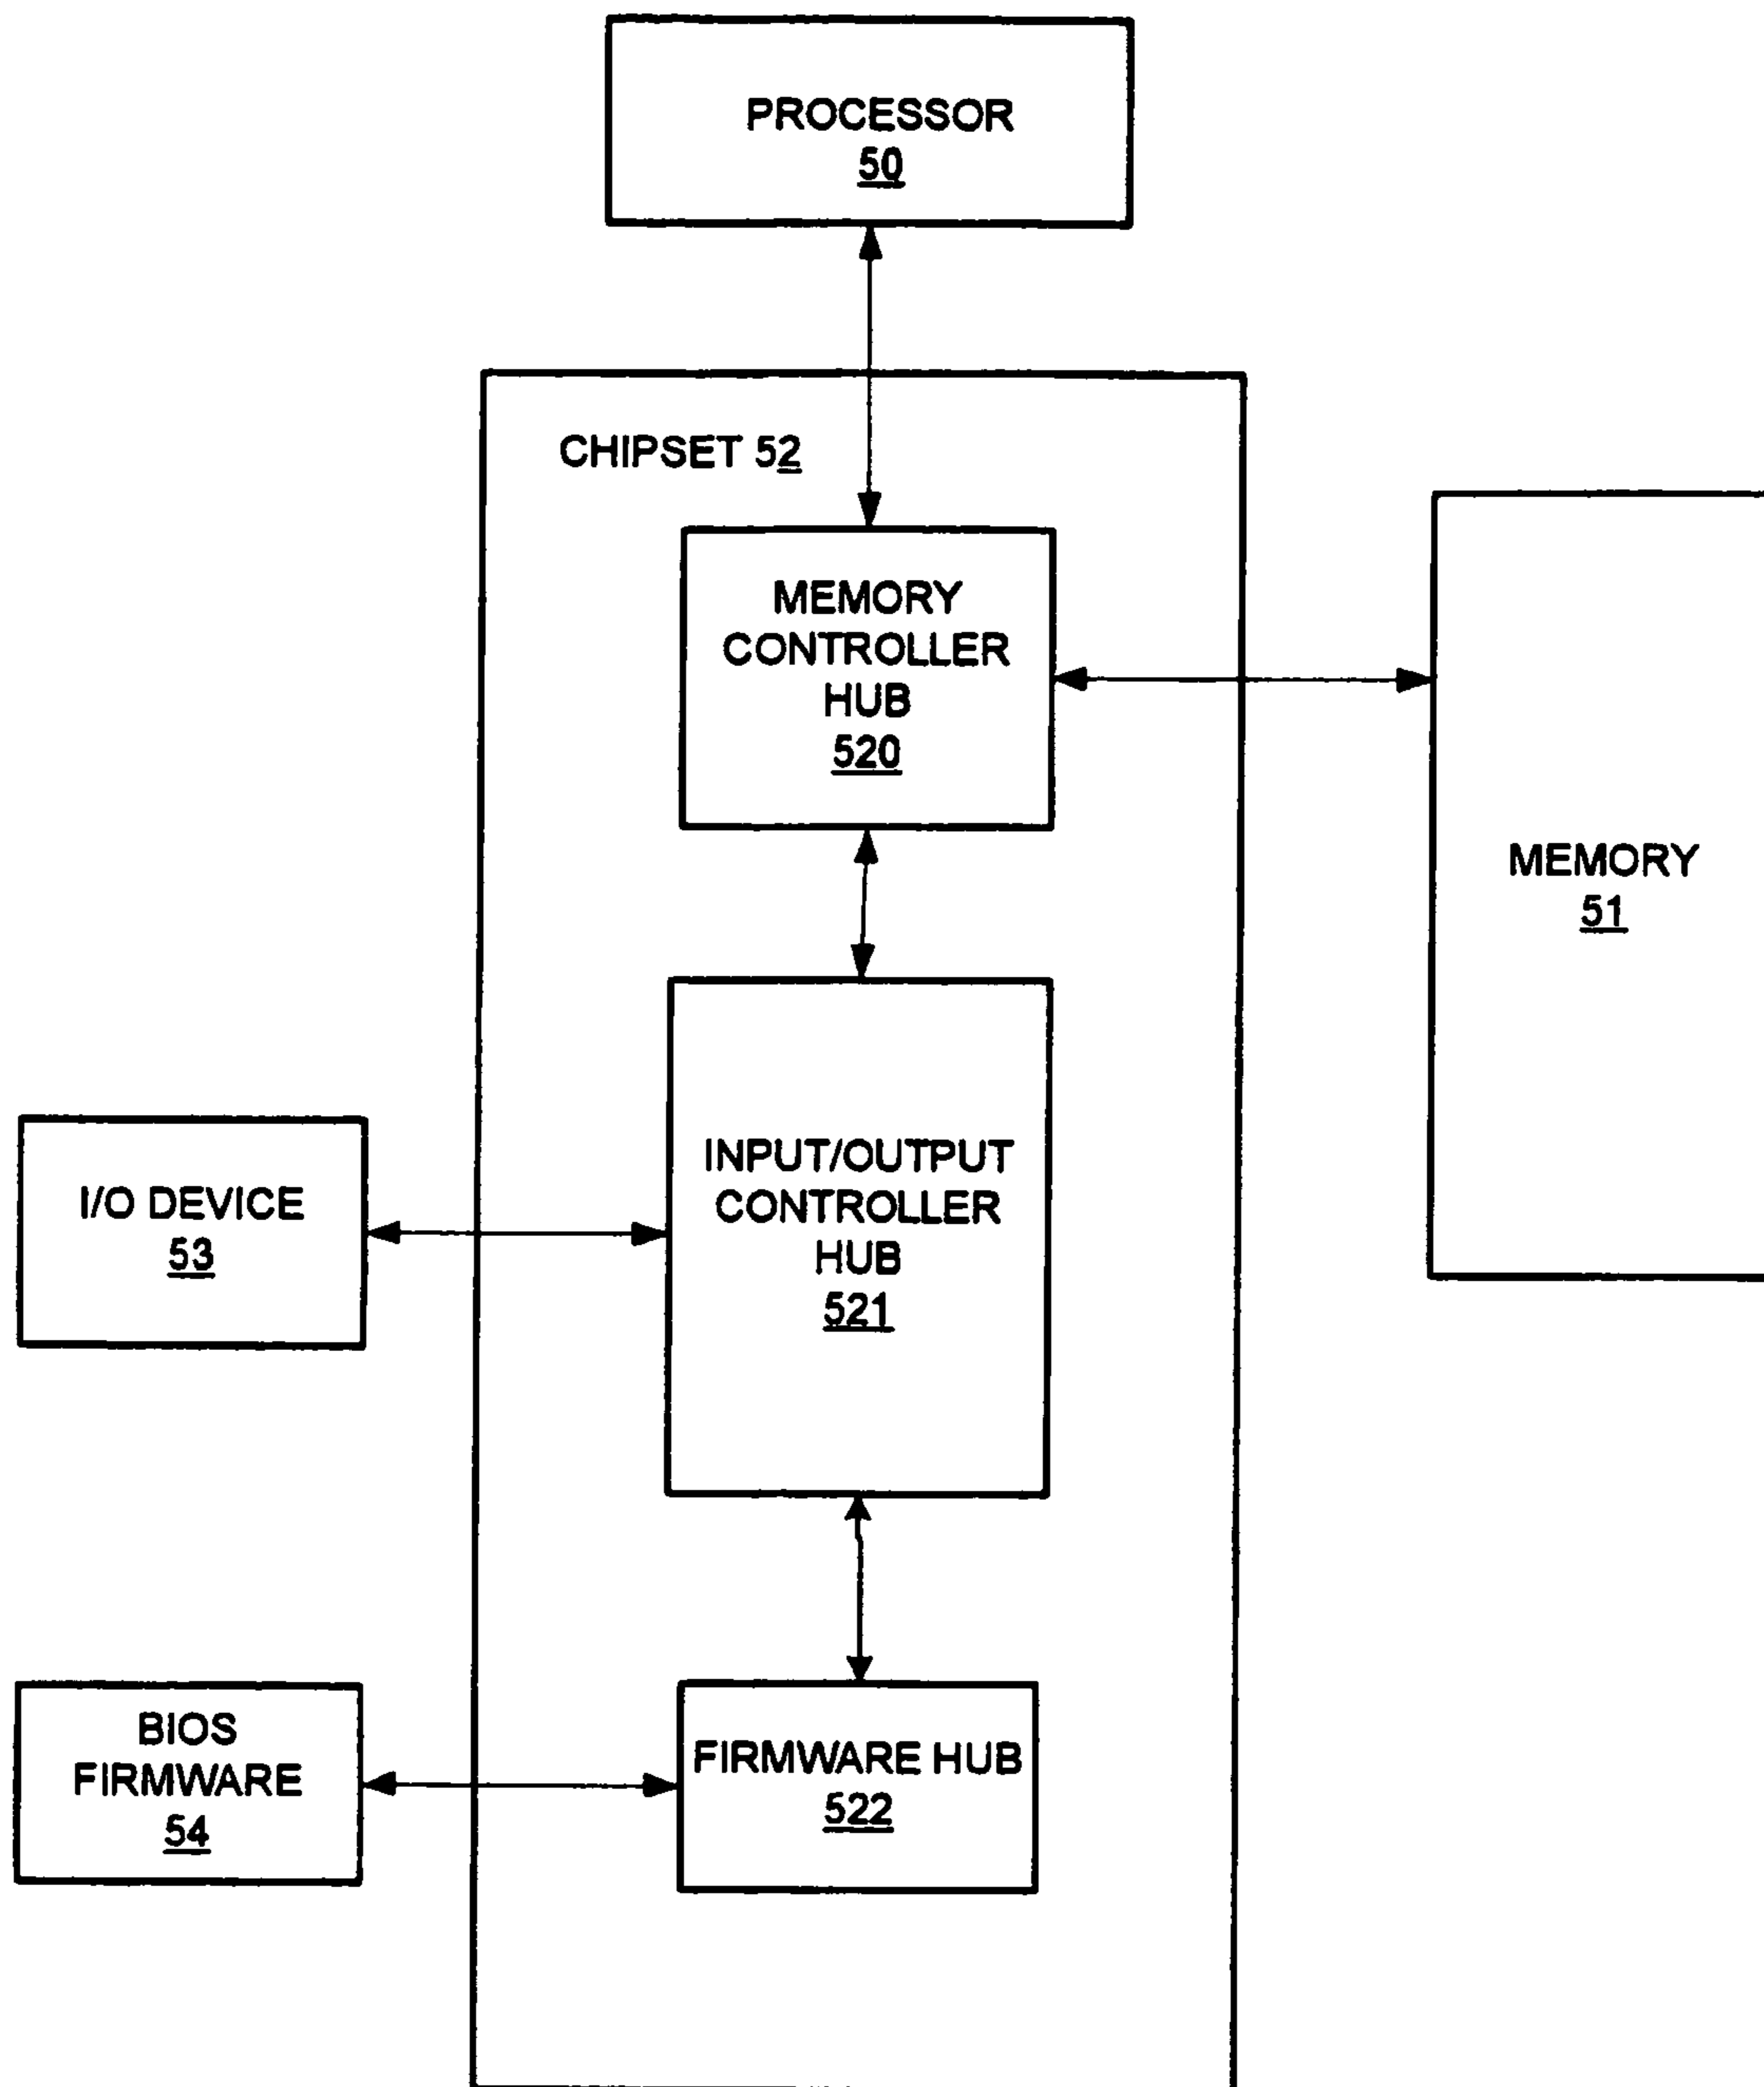 PROCESSOR
50
CHIPSET 52
MEMORY
CONTROLLER
HUB
520
MEMORY
51
INPUT/OUTPUT
CONTROLLER
HUB
521
I/O DEVICE
53
BIOS
FIRMWARE
54
FIRMWARE HUB
522